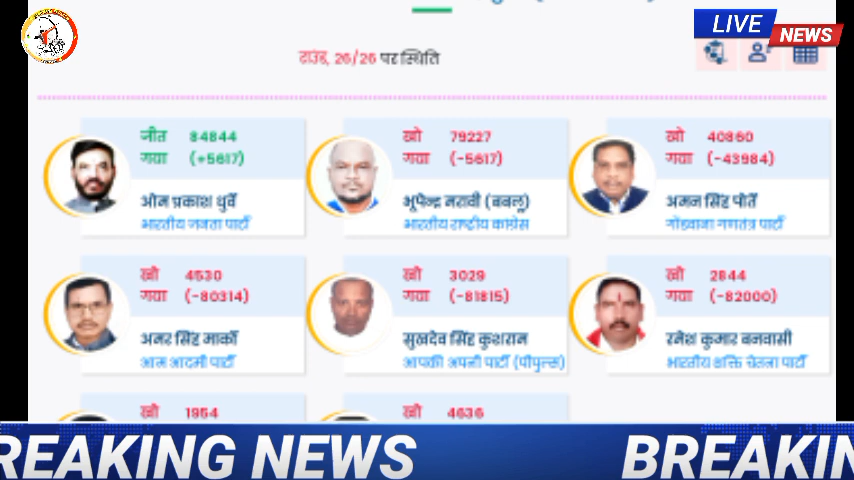 LIVE
NEWS
राउंड, 26/26 पर स्थिति
जीत 84844
गया (+5617)
ओम प्रकाश धुर्वे
भारतीय जनता पार्टी
खो 79227
गया (-5617)
भूपेन्द्र मरावी (बबलू)
भारतीय राष्ट्रीय कांग्रेस
खो 40860
गया (-43984)
अमन सिंह पोर्ते
गोंडवाना गणतंत्र पार्टी
खो 4530
गया (-80314)
अमर सिंह मार्को
आम आदमी पार्टी
खो 3029
गया (-81815)
सुखदेव सिंह कुशराम
आपकी अपनी पार्टी (पीपुल्स)
खो 2844
गया (-82000)
रमेश कुमार बनवासी
भारतीय शक्ति चेतना पार्टी
खो 1954
खो 4636
REAKING NEWS
BREAKIN